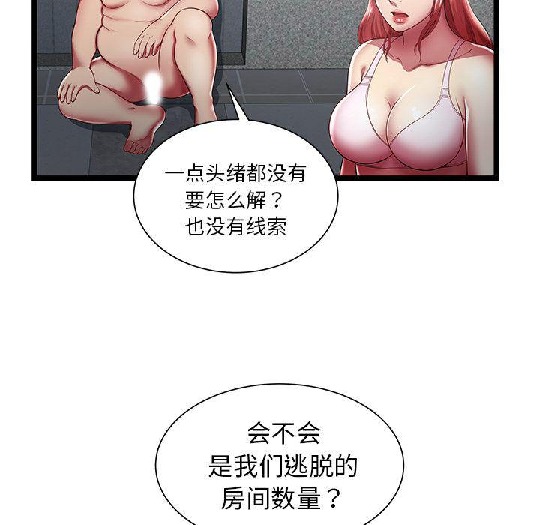 一点头绪都没有
要怎么解？
也没有线索
会不会
是我们逃脱的
房间数量？